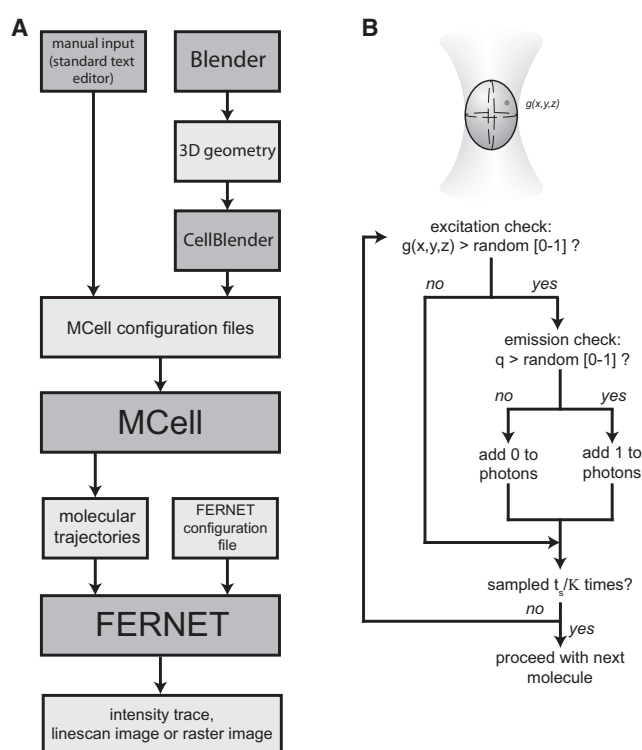 A
manual input
(standard text
editor)
Blender
3D geometry
CellBlender
MCell configuration files
MCell
molecular
trajectories
FERNET
configuration
file
FERNET
intensity trace,
linescan image or raster image
B
g(x,y,z)
excitation check:
g(x,y,z) > random [0-1] ?
no
yes
emission check:
q > random [0-1] ?
no
yes
add 0 to
photons
add 1 to
photons
sampled tₛ/K times?
no
yes
proceed with next
molecule